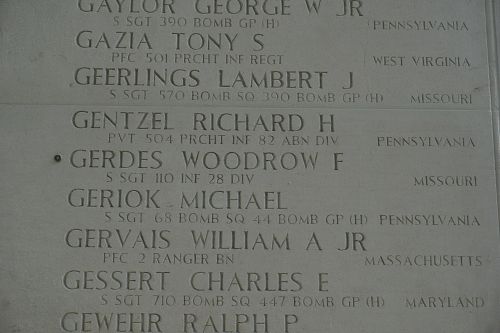 GAYLOR GEORGE W JR
S SGT 390 BOMB GP (H) PENNSYLVANIA
GAZIA TONY S
PFC 501 PRCHT INF REGT WEST VIRGINIA
GEERLINGS LAMBERT J
S SGT 570 BOMB SQ 390 BOMB GP (H) MISSOURI
GENTZEL RICHARD H
PVT 504 PRCHT INF 82 ABN DIV PENNSYLVANIA
GERDES WOODROW F
S SGT 110 INF 28 DIV MISSOURI
GERIOK MICHAEL
S SGT 68 BOMB SQ 44 BOMB GP (H) PENNSYLVANIA
GERVAIS WILLIAM A JR
PFC 2 RANGER BN MASSACHUSETTS
GESSERT CHARLES E
S SGT 710 BOMB SQ 447 BOMB GP (H) MARYLAND
GEWEHR RALPH P